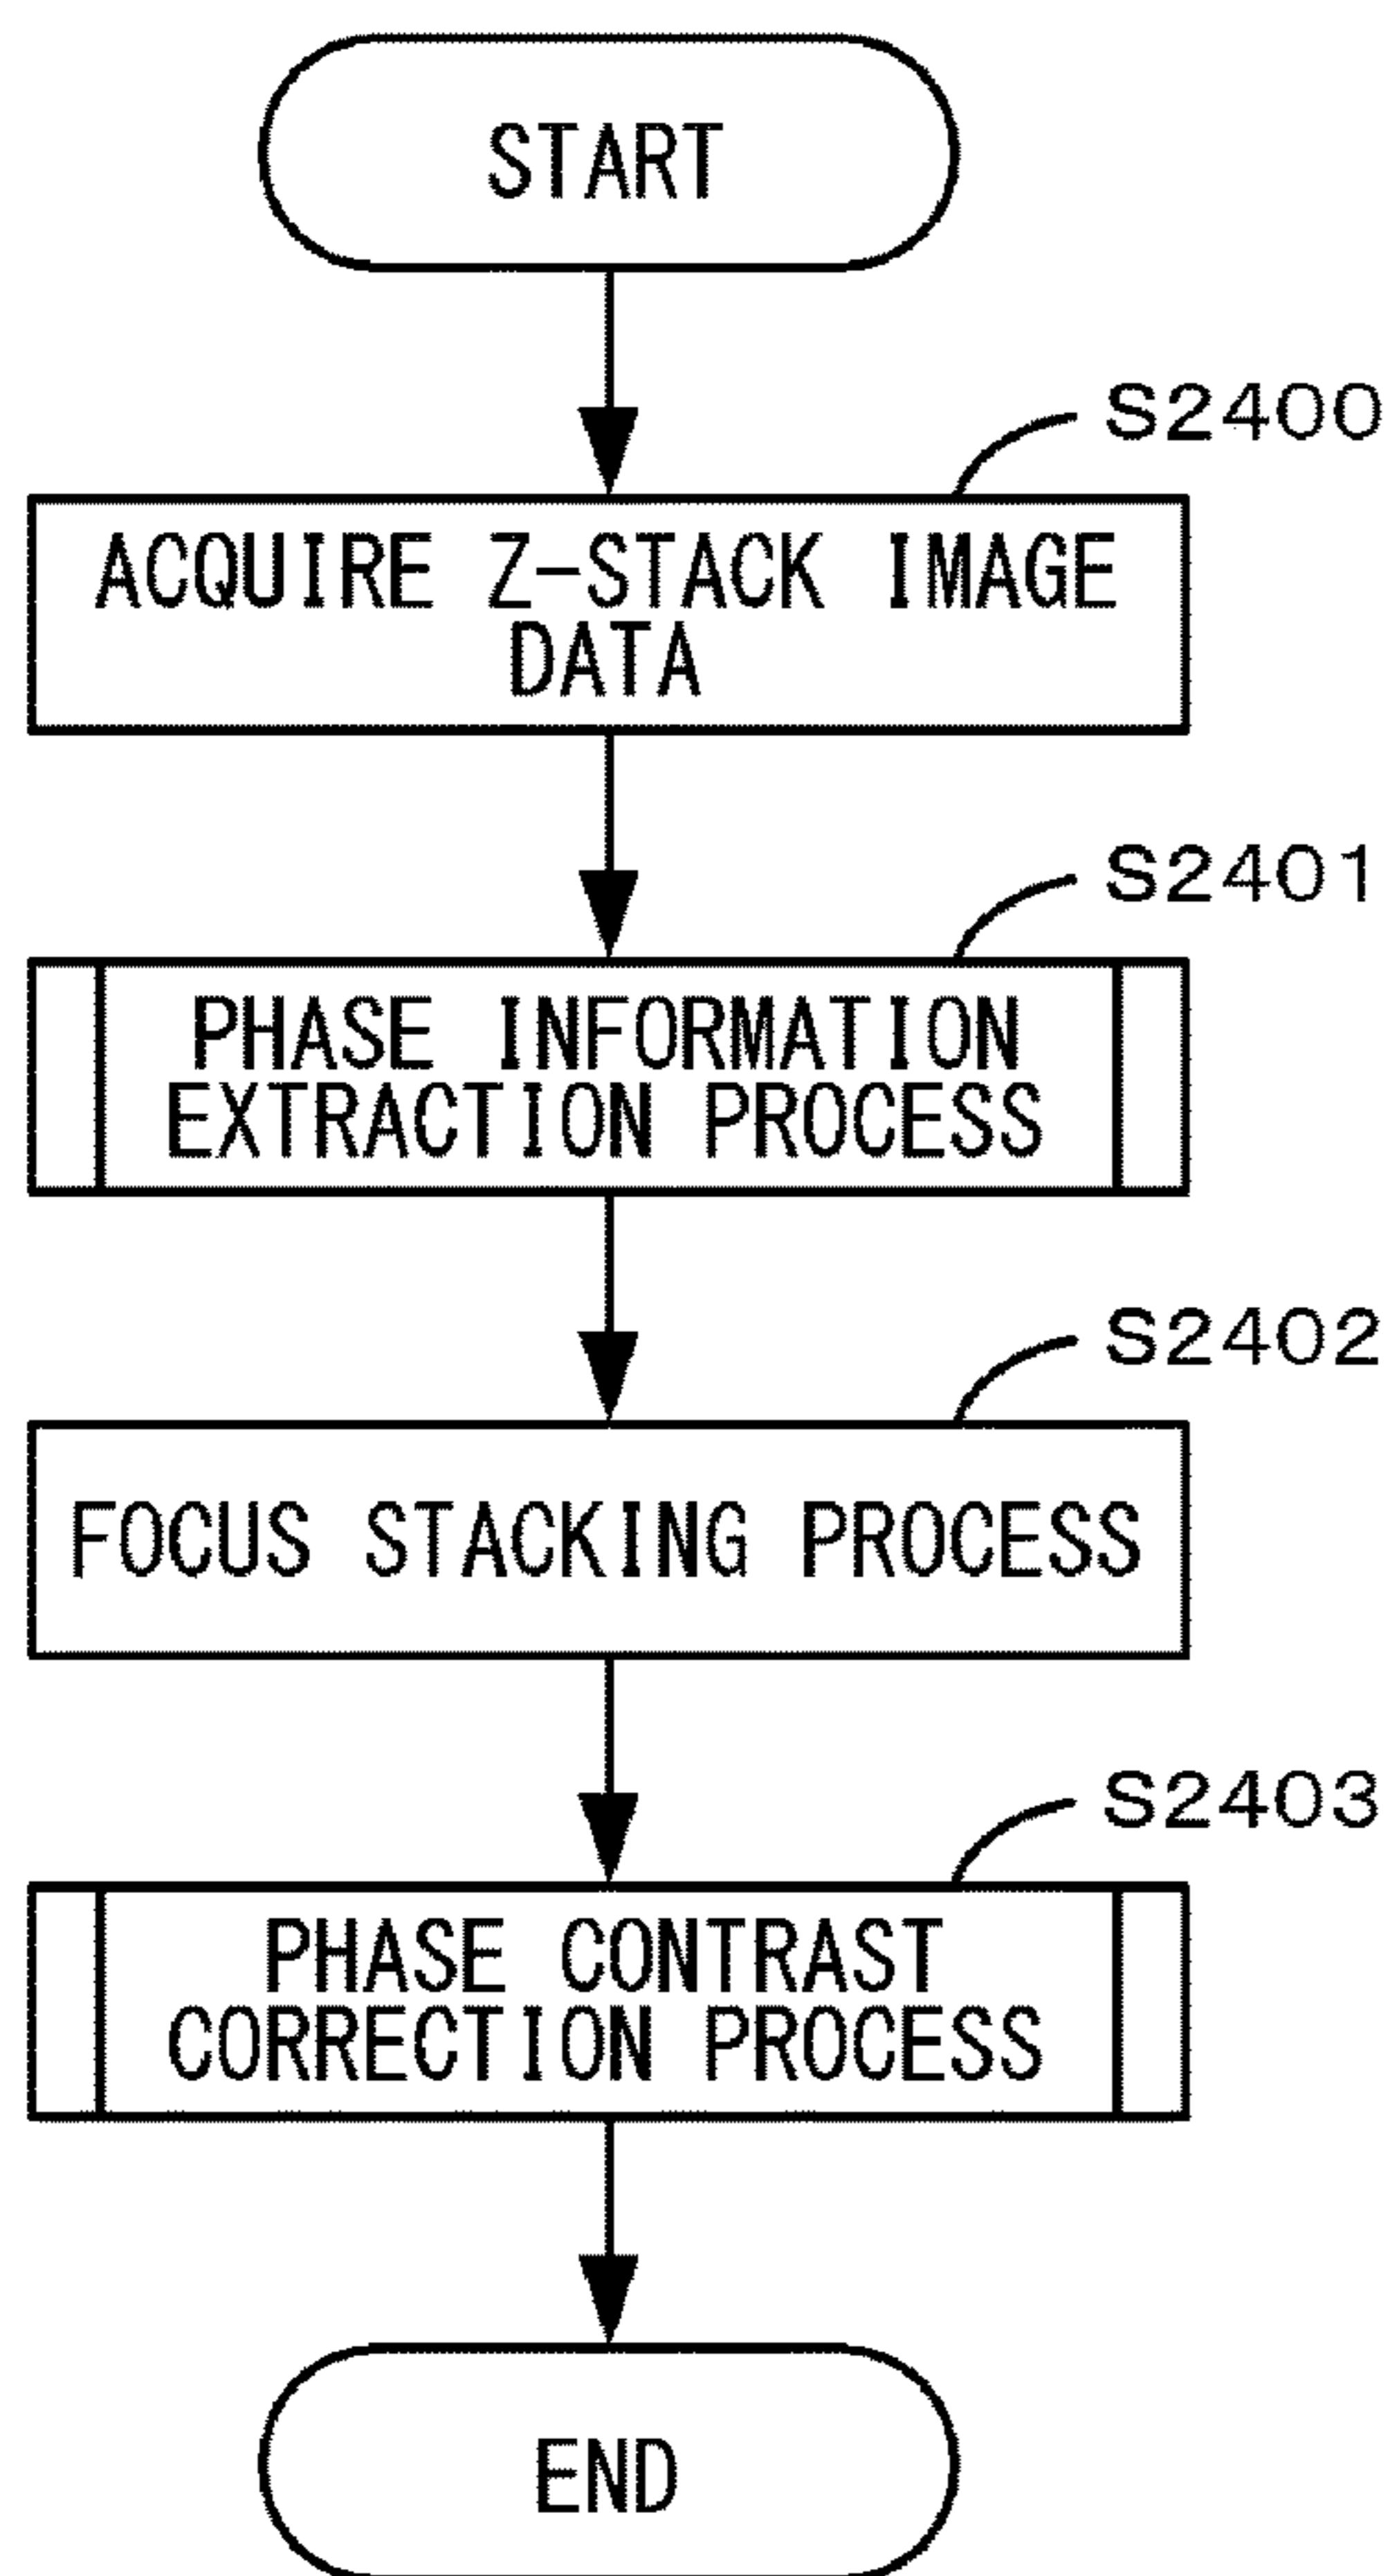 START
S2400
ACQUIRE Z-STACK IMAGE
DATA
S2401
PHASE INFORMATION
EXTRACTION PROCESS
S2402
FOCUS STACKING PROCESS
S2403
PHASE CONTRAST
CORRECTION PROCESS
END